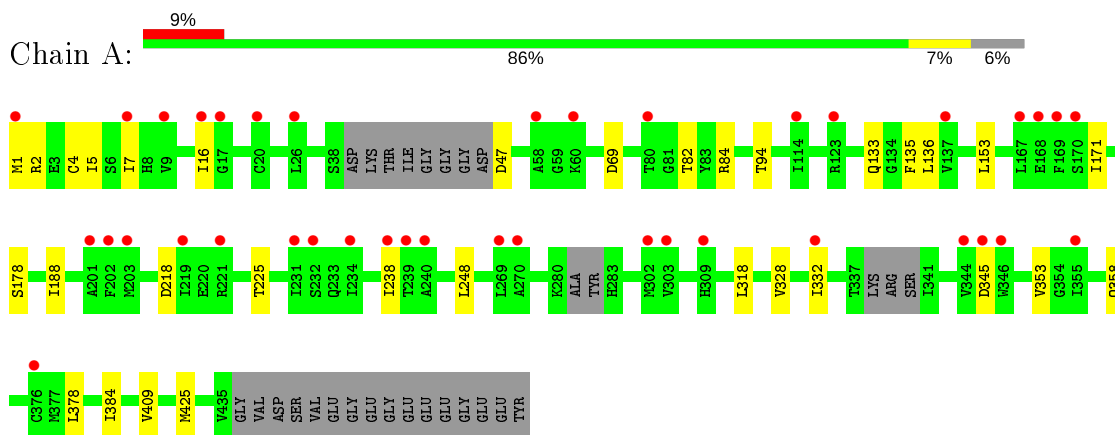 9%
Chain A:
86% 7% 6%
M1 R2 E3 C4 I5 S6 I7 H8 V9 I16 G17 C20 L26 S38 ASP LYS THR ILE GLY GLY GLY ASP D47 A58 G59 K60 D69 T80 G81 T82 Y83 R84 T94 I114 R123 Q133 G134 F135 L136 V137 L153 L167 E168 F169 S170 I171
S178 I188 A201 F202 M203 D218 I219 E220 R221 T225 I231 S232 Q233 I234 I238 T239 A240 L248 L269 A270 K280 ALA TYR H283 M302 V303 H309 L318 V328 I332 T337 LYS ARG SER I341 V344 D345 W346 V353 G354 I355 Q358
C376 M377 L378 I384 V409 M425 V435 GLY VAL ASP SER VAL GLU GLY GLU GLY GLU GLU GLU GLY GLU GLU TYR